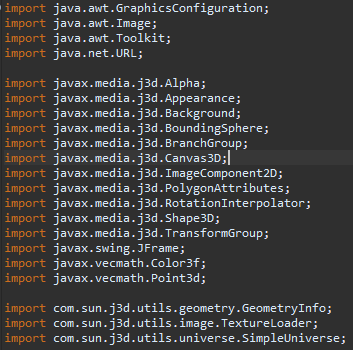 import java.awt.GraphicsConfiguration;
import java.awt.Image;
import java.awt.Toolkit;
import java.net.URL;
import javax.media.j3d.Alpha;
import javax.media.j3d.Appearance;
import javax.media.j3d.Background;
import javax.media.j3d.BoundingSphere;
import javax.media.j3d.BranchGroup;
import javax.media.j3d.Canvas3D;
import javax.media.j3d.ImageComponent2D;
import javax.media.j3d.PolygonAttributes;
import javax.media.j3d.RotationInterpolator;
import javax.media.j3d.Shape3D;
import javax.media.j3d.TransformGroup;
import javax.swing.JFrame;
import javax.vecmath.Color3f;
import javax.vecmath.Point3d;
import com.sun.j3d.utils.geometry.GeometryInfo;
import com.sun.j3d.utils.image.TextureLoader;
import com.sun.j3d.utils.universe.SimpleUniverse;